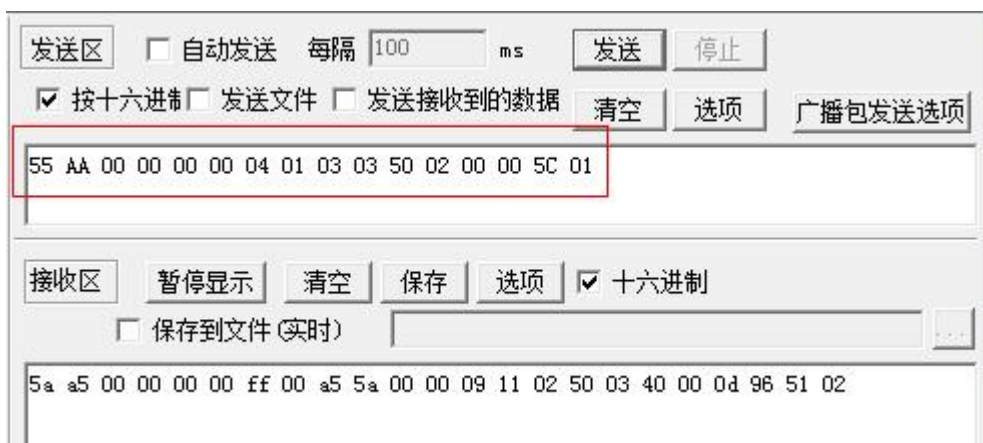 发送区 自动发送 每隔 100 ms 发送 停止
按十六进制 发送文件 发送接收到的数据 清空 选项 广播包发送选项
55 AA 00 00 00 00 04 01 03 03 50 02 00 00 5C 01
接收区 暂停显示 清空 保存 选项 十六进制
保存到文件(实时) ...
5a a5 00 00 00 00 ff 00 a5 5a 00 00 09 11 02 50 03 40 00 0d 96 51 02